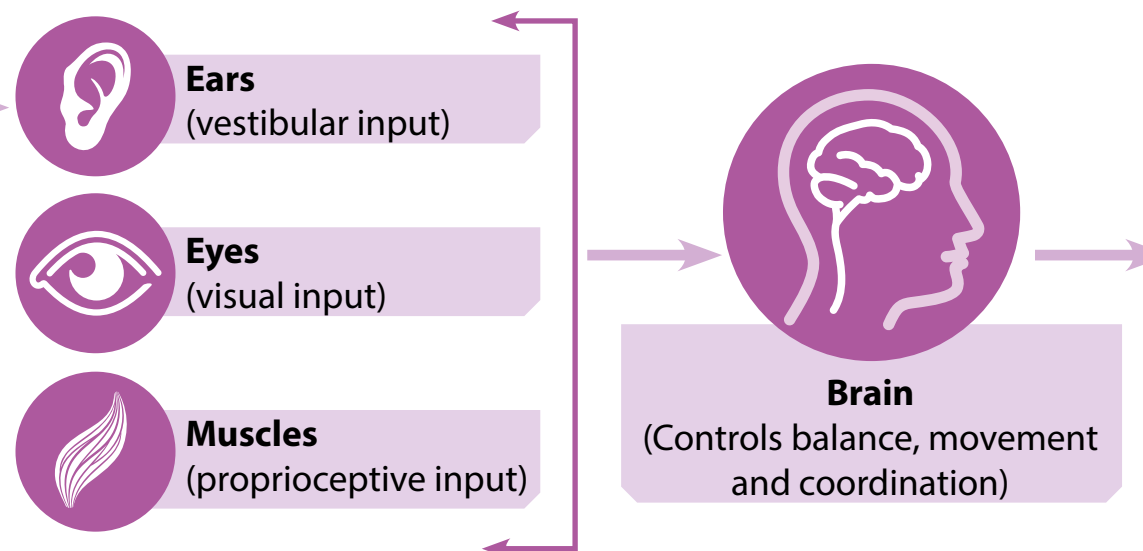 Ears
(vestibular input)
Eyes
(visual input)
Muscles
(proprioceptive input)
Brain
(Controls balance, movement
and coordination)